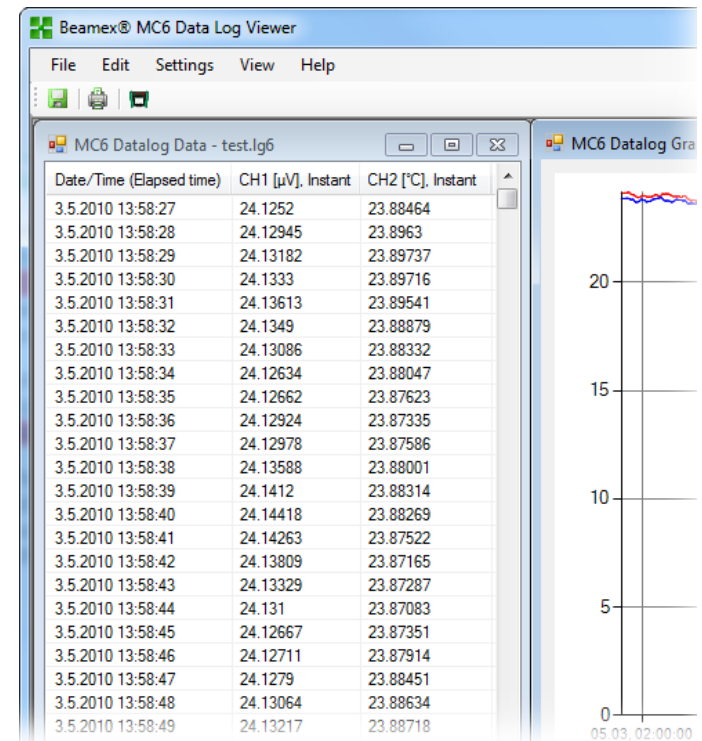 Beamex® MC6 Data Log Viewer
File Edit Settings View Help
MC6 Datalog Data - test.lg6
Date/Time (Elapsed time) CH1 [µV], Instant CH2 [°C], Instant
3.5.2010 13:58:27 24.1252 23.88464
3.5.2010 13:58:28 24.12945 23.8963
3.5.2010 13:58:29 24.13182 23.89737
3.5.2010 13:58:30 24.1333 23.89716
3.5.2010 13:58:31 24.13613 23.89541
3.5.2010 13:58:32 24.1349 23.88879
3.5.2010 13:58:33 24.13086 23.88332
3.5.2010 13:58:34 24.12634 23.88047
3.5.2010 13:58:35 24.12662 23.87623
3.5.2010 13:58:36 24.12924 23.87335
3.5.2010 13:58:37 24.12978 23.87586
3.5.2010 13:58:38 24.13588 23.88001
3.5.2010 13:58:39 24.1412 23.88314
3.5.2010 13:58:40 24.14418 23.88269
3.5.2010 13:58:41 24.14263 23.87522
3.5.2010 13:58:42 24.13809 23.87165
3.5.2010 13:58:43 24.13329 23.87287
3.5.2010 13:58:44 24.131 23.87083
3.5.2010 13:58:45 24.12667 23.87351
3.5.2010 13:58:46 24.12711 23.87914
3.5.2010 13:58:47 24.1279 23.88451
3.5.2010 13:58:48 24.13064 23.88634
3.5.2010 13:58:49 24.13217 23.88718
MC6 Datalog Gra
20
15
10
5
0
05.03, 02:00:00